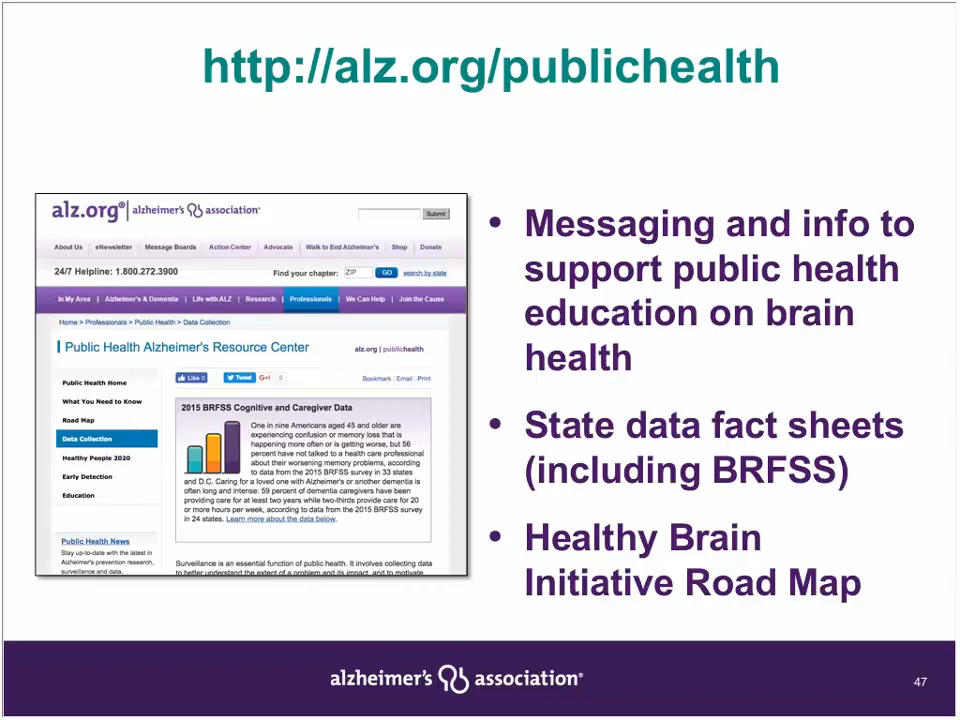 http://alz.org/publichealth
alz.org® | alzheimer's association®
Submit
About Us eNewsletter Message Boards Action Center Advocate Walk to End Alzheimer's Shop Donate
24/7 Helpline: 1.800.272.3900
Find your chapter: ZIP GO search by state
In My Area | Alzheimer's & Dementia | Life with ALZ | Research | Professionals | We Can Help | Join the Cause
Home > Professionals > Public Health > Data Collection
Public Health Alzheimer's Resource Center
alz.org | publichealth
Like 0 Tweet G+1 0
Bookmark | Email | Print
Public Health Home
What You Need to Know
Road Map
Data Collection
Healthy People 2020
Early Detection
Education
Public Health News
Stay up-to-date with the latest in
Alzheimer's prevention research,
surveillance and data.
2015 BRFSS Cognitive and Caregiver Data
One in nine Americans aged 45 and older are
experiencing confusion or memory loss that is
happening more often or is getting worse, but 56
percent have not talked to a health care professional
about their worsening memory problems, according
to data from the 2015 BRFSS survey in 33 states
and D.C. Caring for a loved one with Alzheimer's or another dementia is
often long and intense: 59 percent of dementia caregivers have been
providing care for at least two years while two-thirds provide care for 20
or more hours per week, according to data from the 2015 BRFSS survey
in 24 states. Learn more about the data below.
Surveillance is an essential function of public health. It involves collecting data
to better understand the extent of a problem and its impact, and to motivate
• Messaging and info to
support public health
education on brain
health
• State data fact sheets
(including BRFSS)
• Healthy Brain
Initiative Road Map
alzheimer's association®
47